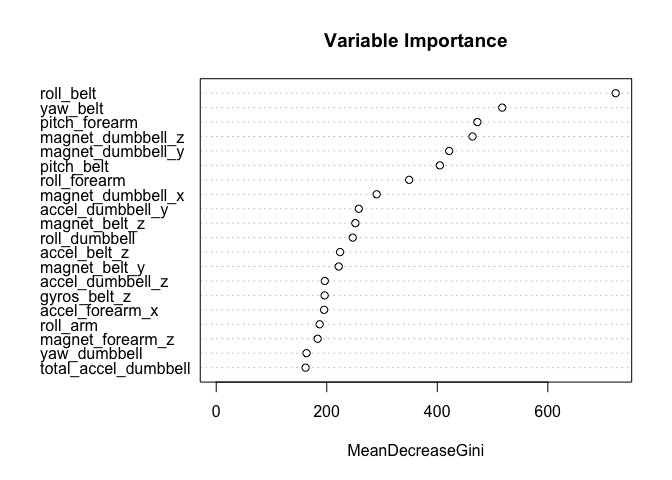 Variable Importance
roll_belt
yaw_belt
pitch_forearm
magnet_dumbbell_z
magnet_dumbbell_y
pitch_belt
roll_forearm
magnet_dumbbell_x
accel_dumbbell_y
magnet_belt_z
roll_dumbbell
accel_belt_z
magnet_belt_y
accel_dumbbell_z
gyros_belt_z
accel_forearm_x
roll_arm
magnet_forearm_z
yaw_dumbbell
total_accel_dumbbell
0 200 400 600
MeanDecreaseGini